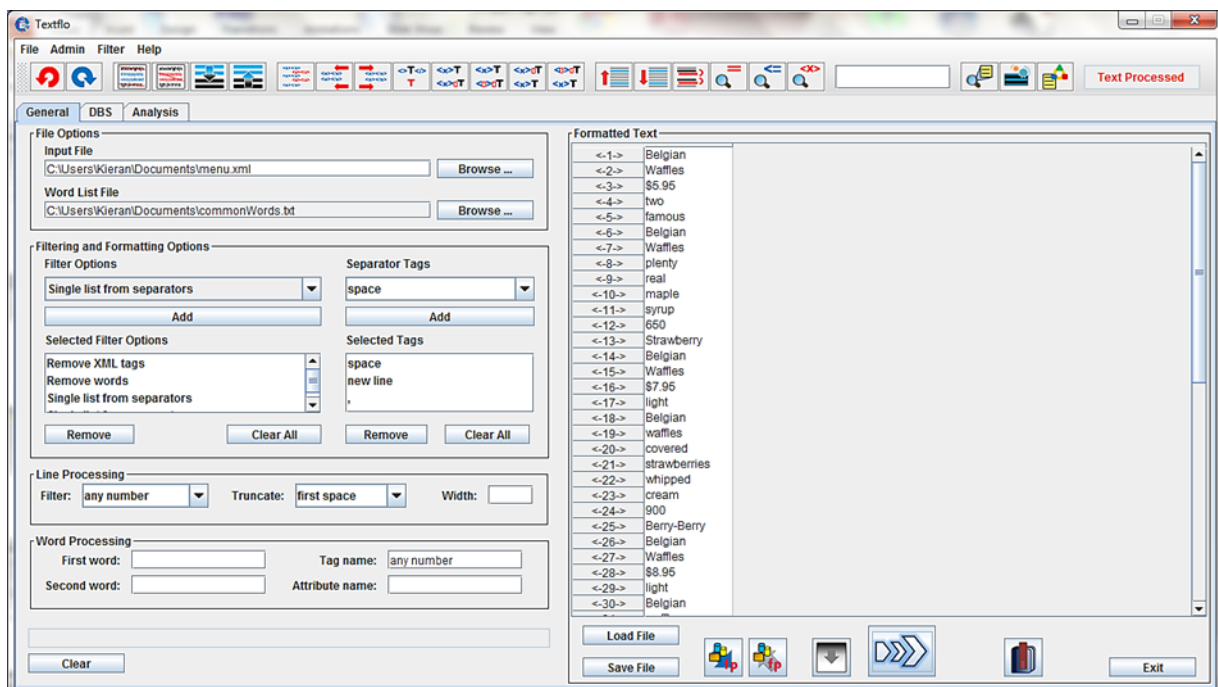 Textflo
File Admin Filter Help
Text Processed
General DBS Analysis
File Options
Input File
C:\Users\Kieran\Documents\menu.xml
Browse ...
Word List File
C:\Users\Kieran\Documents\commonWords.txt
Browse ...
Filtering and Formatting Options
Filter Options Separator Tags
Single list from separators space
Add Add
Selected Filter Options Selected Tags
Remove XML tags space
Remove words new line
Single list from separators ,
Remove Clear All Remove Clear All
Line Processing
Filter: any number Truncate: first space Width:
Word Processing
First word: Tag name: any number
Second word: Attribute name:
Clear
Formatted Text
<-1-> Belgian
<-2-> Waffles
<-3-> $5.95
<-4-> two
<-5-> famous
<-6-> Belgian
<-7-> Waffles
<-8-> plenty
<-9-> real
<-10-> maple
<-11-> syrup
<-12-> 650
<-13-> Strawberry
<-14-> Belgian
<-15-> Waffles
<-16-> $7.95
<-17-> light
<-18-> Belgian
<-19-> waffles
<-20-> covered
<-21-> strawberries
<-22-> whipped
<-23-> cream
<-24-> 900
<-25-> Berry-Berry
<-26-> Belgian
<-27-> Waffles
<-28-> $8.95
<-29-> light
<-30-> Belgian
Load File
Save File
fp fp
Exit